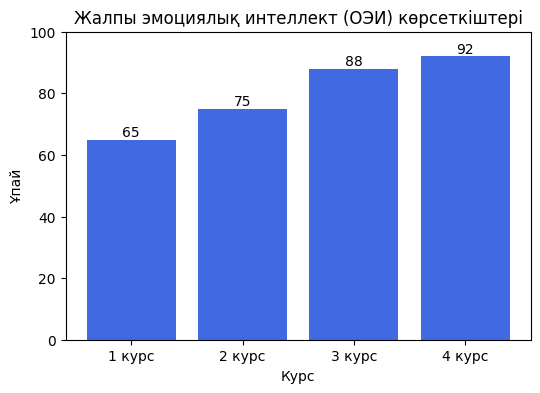 Жалпы эмоциялық интеллект (ОЭИ) көрсеткіштері
100
80
60
40
20
0
Ұпай
65
75
88
92
1 курс
2 курс
3 курс
4 курс
Курс